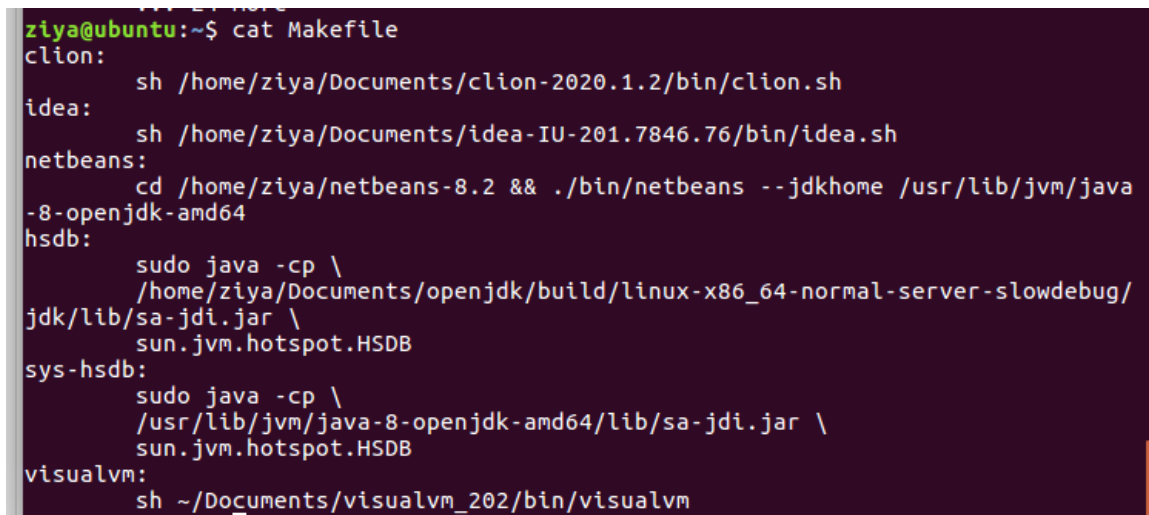 ziya@ubuntu:~$ cat Makefile
clion:
        sh /home/ziya/Documents/clion-2020.1.2/bin/clion.sh
idea:
        sh /home/ziya/Documents/idea-IU-201.7846.76/bin/idea.sh
netbeans:
        cd /home/ziya/netbeans-8.2 && ./bin/netbeans --jdkhome /usr/lib/jvm/java
-8-openjdk-amd64
hsdb:
        sudo java -cp \
        /home/ziya/Documents/openjdk/build/linux-x86_64-normal-server-slowdebug/
jdk/lib/sa-jdi.jar \
        sun.jvm.hotspot.HSDB
sys-hsdb:
        sudo java -cp \
        /usr/lib/jvm/java-8-openjdk-amd64/lib/sa-jdi.jar \
        sun.jvm.hotspot.HSDB
visualvm:
        sh ~/Documents/visualvm_202/bin/visualvm